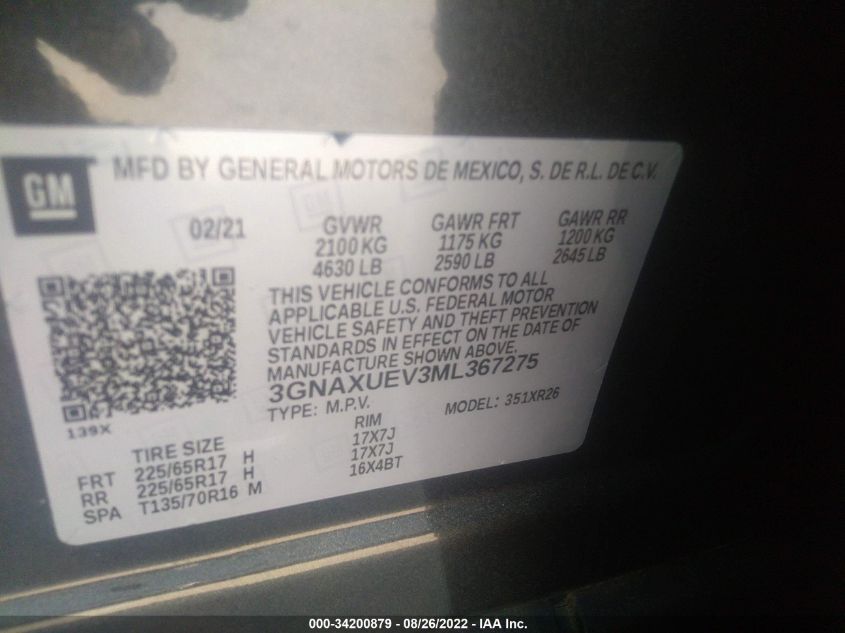 GM
MFD BY GENERAL MOTORS DE MEXICO, S. DE R.L. DE C.V.
02/21 GVWR GAWR FRT GAWR RR
2100 KG 1175 KG 1200 KG
4630 LB 2590 LB 2645 LB
THIS VEHICLE CONFORMS TO ALL
APPLICABLE U.S. FEDERAL MOTOR
VEHICLE SAFETY AND THEFT PREVENTION
STANDARDS IN EFFECT ON THE DATE OF
MANUFACTURE SHOWN ABOVE.
3GNAXUEV3ML367275
TYPE: M.P.V. MODEL: 351XR26
139X
TIRE SIZE RIM
FRT 225/65R17 H 17X7J
RR 225/65R17 H 17X7J
SPA T135/70R16 M 16X4BT
000-34200879 - 08/26/2022 - IAA Inc.